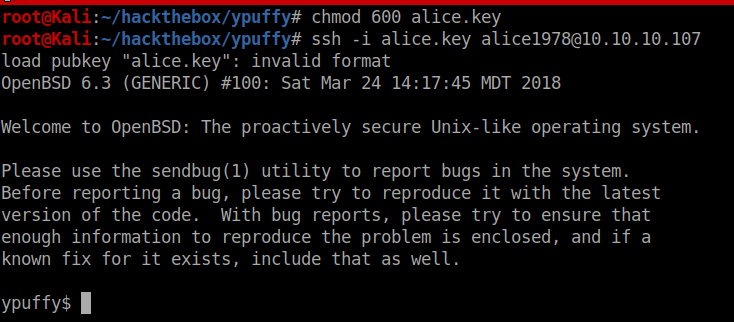 root@Kali:~/hackthebox/ypuffy# chmod 600 alice.key
root@Kali:~/hackthebox/ypuffy# ssh -i alice.key alice1978@10.10.10.107
load pubkey "alice.key": invalid format
OpenBSD 6.3 (GENERIC) #100: Sat Mar 24 14:17:45 MDT 2018

Welcome to OpenBSD: The proactively secure Unix-like operating system.

Please use the sendbug(1) utility to report bugs in the system.
Before reporting a bug, please try to reproduce it with the latest
version of the code.  With bug reports, please try to ensure that
enough information to reproduce the problem is enclosed, and if a
known fix for it exists, include that as well.

ypuffy$